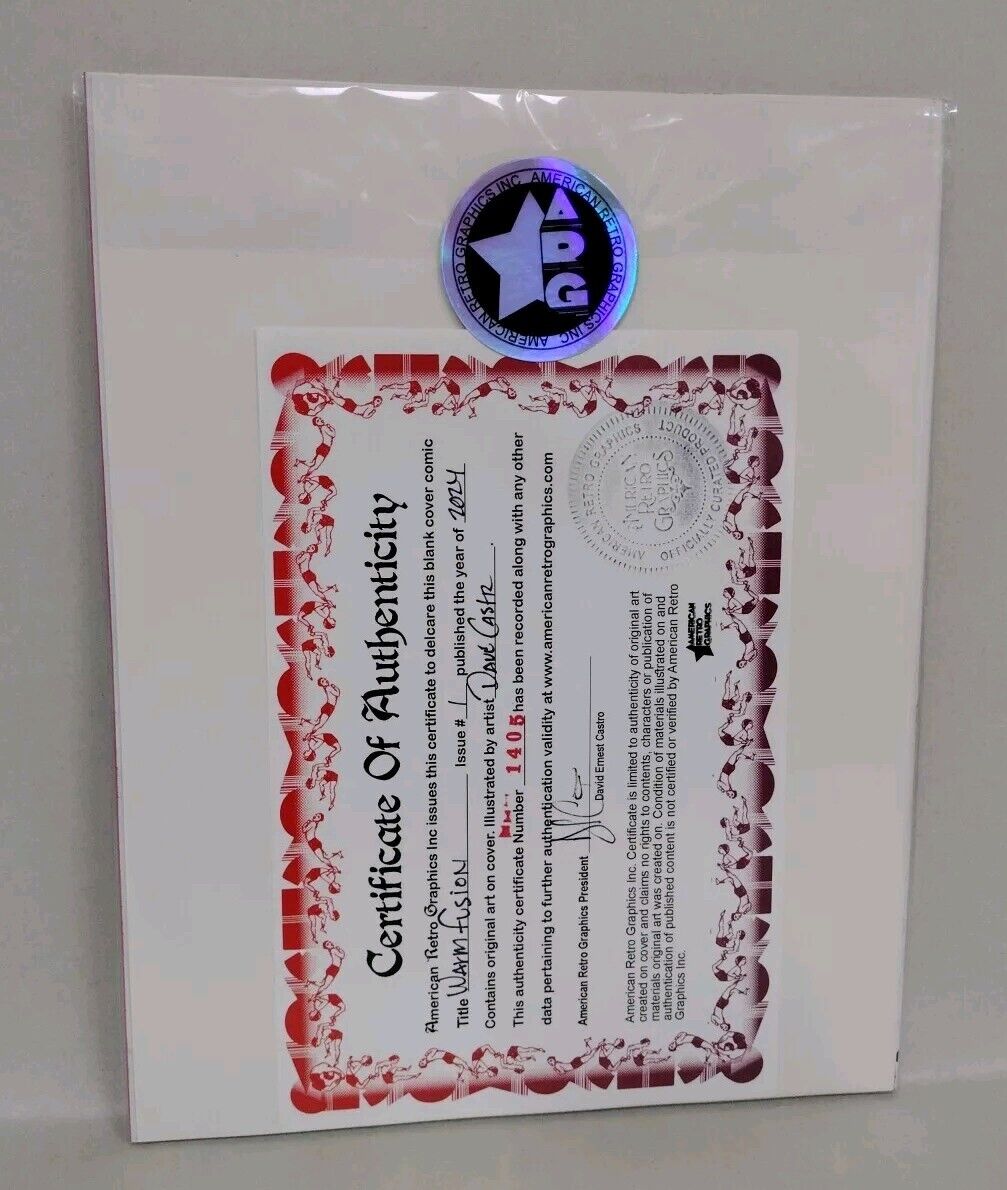 AMERICAN RETRO GRAPHICS INC. AMERICAN RETRO GRAPHICS INC.
ARG
Certificate Of Authenticity
American Retro Graphics Inc issues this certificate to delcare this blank cover comic
Title Warm Fusion Issue # 1 published the year of 2024
Contains original art on cover. Illustrated by artist Dave Castr.
This authenticity certificate Number 1405 has been recorded along with any other
data pertaining to further authentication validity at www.americanretrographics.com
American Retro Graphics President
David Ernest Castro
AMERICAN RETRO GRAPHICS
OFFICIALLY CURATED PRODUCT
AMERICAN
RETRO
GRAPHICS
American Retro Graphics Inc. Certificate is limited to authenticity of original art
created on cover and claims no rights to contents, characters or publication of
materials original art was created on. Condition of materials illustrated on and
authentication of published content is not certified or verified by American Retro
Graphics Inc.
AMERICAN
RETRO
GRAPHICS